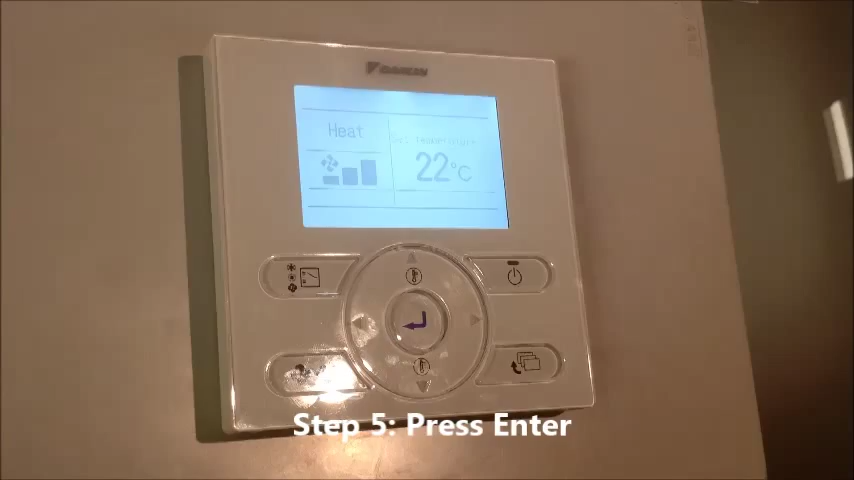 DAIKIN
Heat
Set temperature
22°C
Step 5: Press Enter